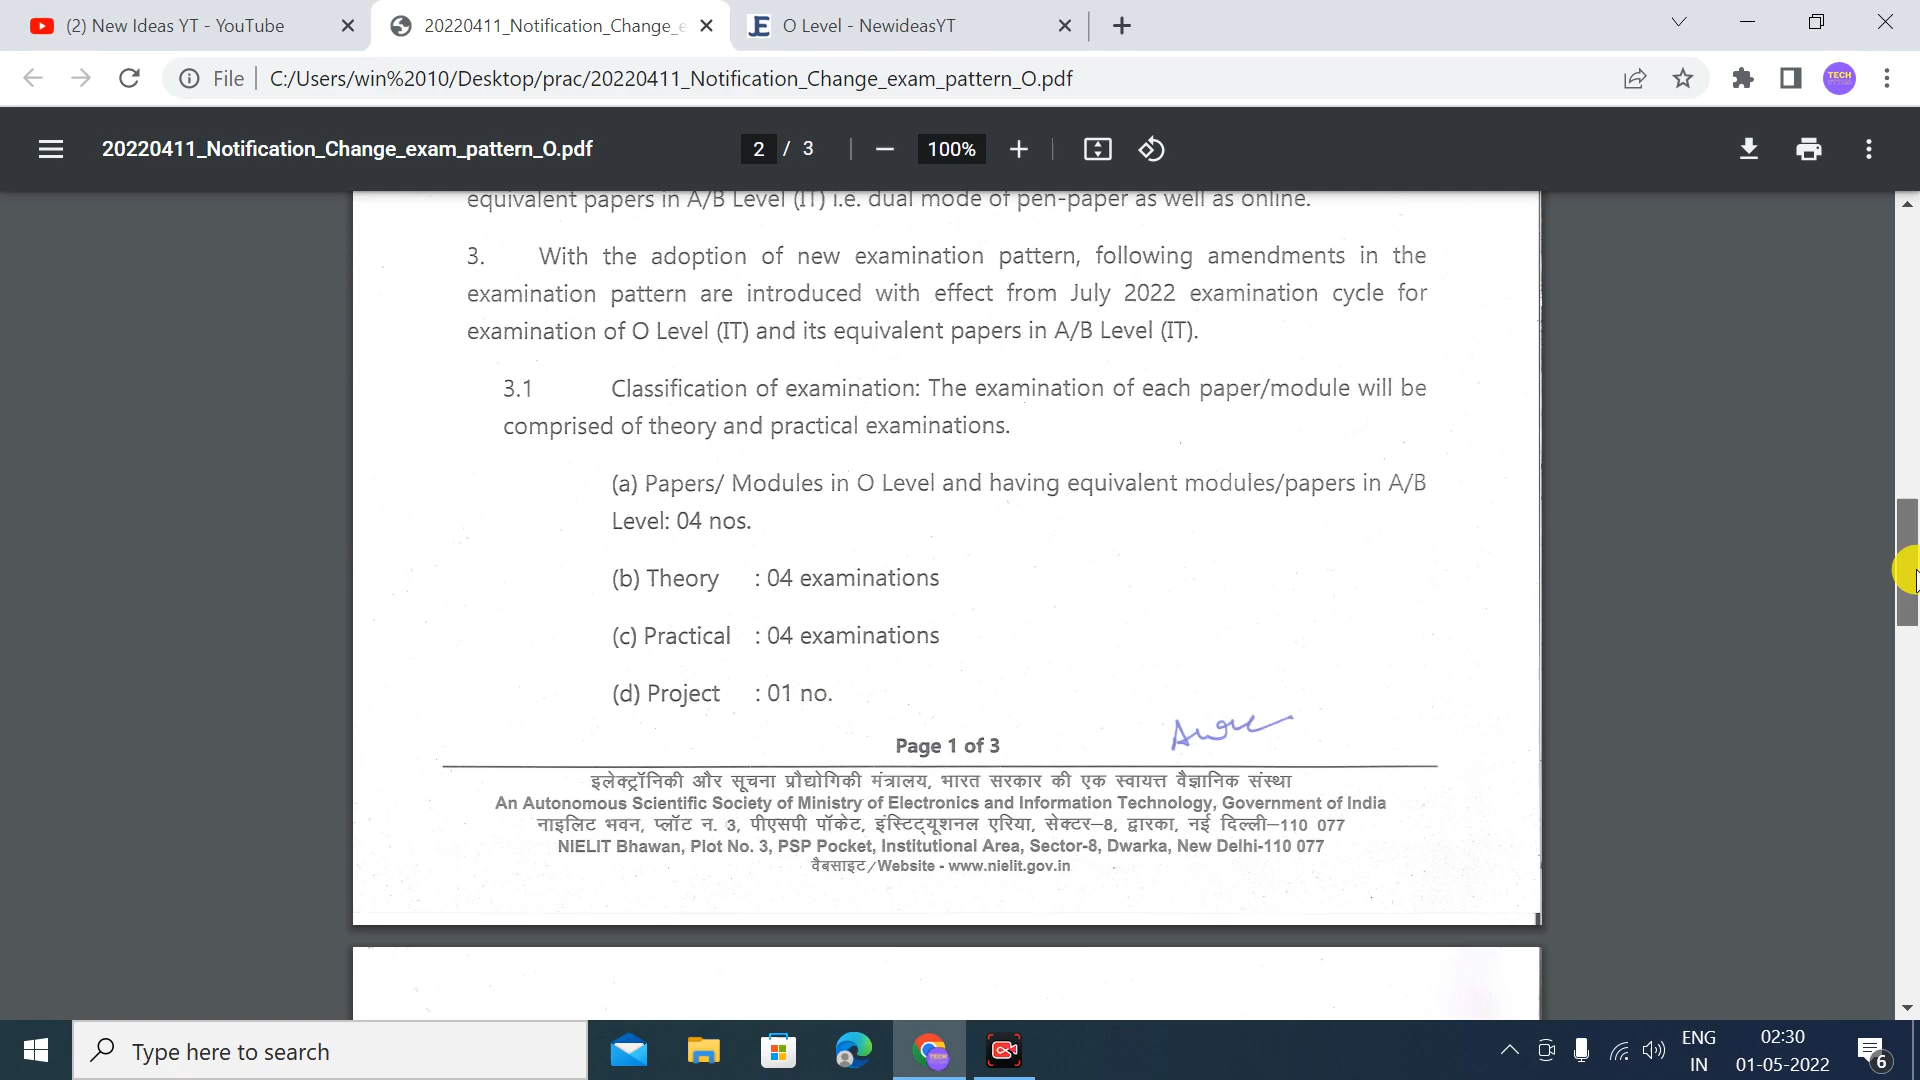 (2) New Ideas YT - YouTube
20220411_Notification_Change_e
O Level - NewideasYT
File
C:/Users/win%2010/Desktop/prac/20220411_Notification_Change_exam_pattern_O.pdf
TECH
20220411_Notification_Change_exam_pattern_O.pdf
2 / 3
100%
equivalent papers in A/B Level (IT) i.e. dual mode of pen-paper as well as online.
3. With the adoption of new examination pattern, following amendments in the
examination pattern are introduced with effect from July 2022 examination cycle for
examination of O Level (IT) and its equivalent papers in A/B Level (IT).
3.1 Classification of examination: The examination of each paper/module will be
comprised of theory and practical examinations.
(a) Papers/ Modules in O Level and having equivalent modules/papers in A/B
Level: 04 nos.
(b) Theory : 04 examinations
(c) Practical : 04 examinations
(d) Project : 01 no.
Page 1 of 3
इलेक्ट्रॉनिकी और सूचना प्रौद्योगिकी मंत्रालय, भारत सरकार की एक स्वायत्त वैज्ञानिक संस्था
An Autonomous Scientific Society of Ministry of Electronics and Information Technology, Government of India
नाइलिट भवन, प्लॉट न. 3, पीएसपी पॉकेट, इंस्टिट्यूशनल एरिया, सेक्टर–8, द्वारका, नई दिल्ली–110 077
NIELIT Bhawan, Plot No. 3, PSP Pocket, Institutional Area, Sector-8, Dwarka, New Delhi-110 077
वैबसाइट/Website - www.nielit.gov.in
Type here to search
TECH
ENG
IN
02:30
01-05-2022
6